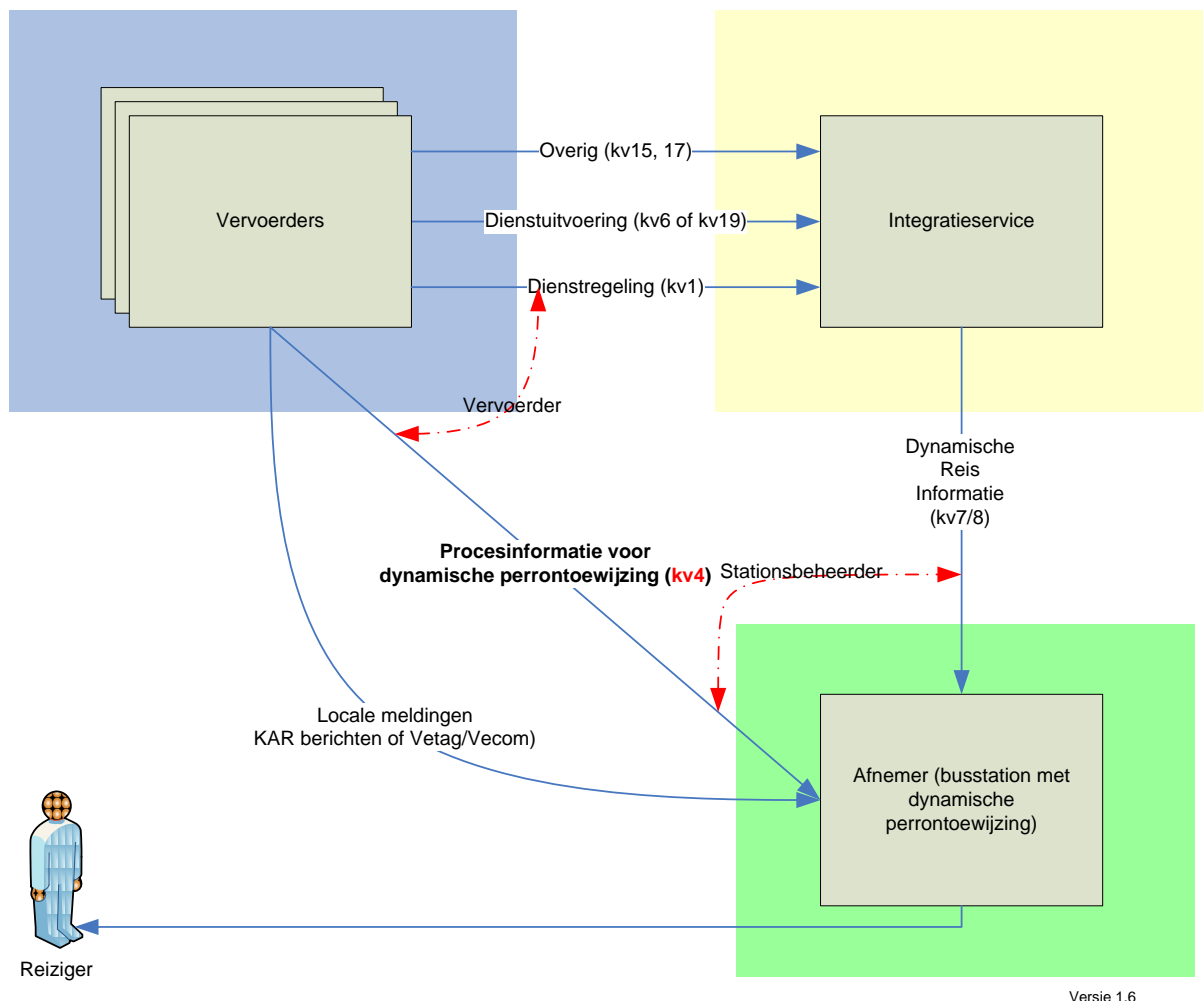 Overig (kv15, 17)
Vervoerders
Dienstuitvoering (kv6 of kv19)
Integratieservice
Dienstregeling (kv1)
Vervoerder
Dynamische
Reis
Informatie
(kv7/8)
Procesinformatie voor
dynamische perrontoewijzing (kv4)
Stationsbeheerder
Locale meldingen
KAR berichten of Vetag/Vecom)
Afnemer (busstation met
dynamische
perrontoewijzing)
Reiziger
Versie 1.6